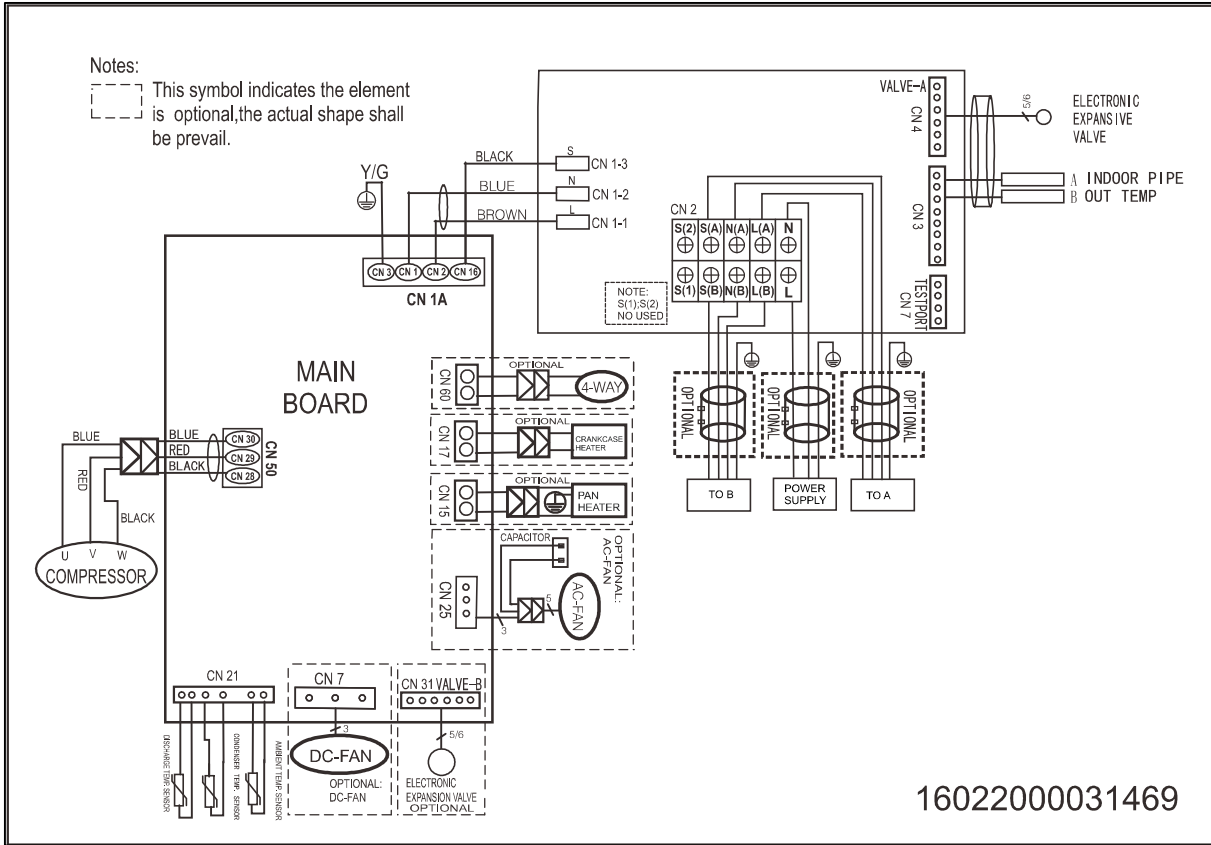 Notes:
This symbol indicates the element
is optional,the actual shape shall
be prevail.
Y/G
BLACK
BLUE
BROWN
S
CN 1-3
N
CN 1-2
L
CN 1-1
CN 3
CN 1
CN 2
CN 16
CN 1A
VALVE-A
CN 4
5/6
ELECTRONIC
EXPANSIVE
VALVE
CN 3
A INDOOR PIPE
B OUT TEMP
TESTPORT
CN 7
CN 2
S(2) S(A) N(A) L(A) N
S(1) S(B) N(B) L(B) L
NOTE:
S(1);S(2)
NO USED
OPTIONAL
OPTIONAL
OPTIONAL
TO B
POWER
SUPPLY
TO A
MAIN
BOARD
CN 60
OPTIONAL
4-WAY
CN 17
OPTIONAL
CRANKCASE
HEATER
CN 15
OPTIONAL
PAN
HEATER
CAPACITOR
OPTIONAL:
AC-FAN
CN 25
3
5
AC-FAN
BLUE
BLUE
RED
BLACK
CN 30
CN 29
CN 28
CN 50
RED
BLACK
U
V
W
COMPRESSOR
CN 21
DISCHARGE TEMP. SENSOR
CONDENSER TEMP. SENSOR
AMBIENT TEMP. SENSOR
CN 7
3
DC-FAN
OPTIONAL:
DC-FAN
CN 31 VALVE-B
5/6
ELECTRONIC
EXPANSION VALVE
OPTIONAL
16022000031469